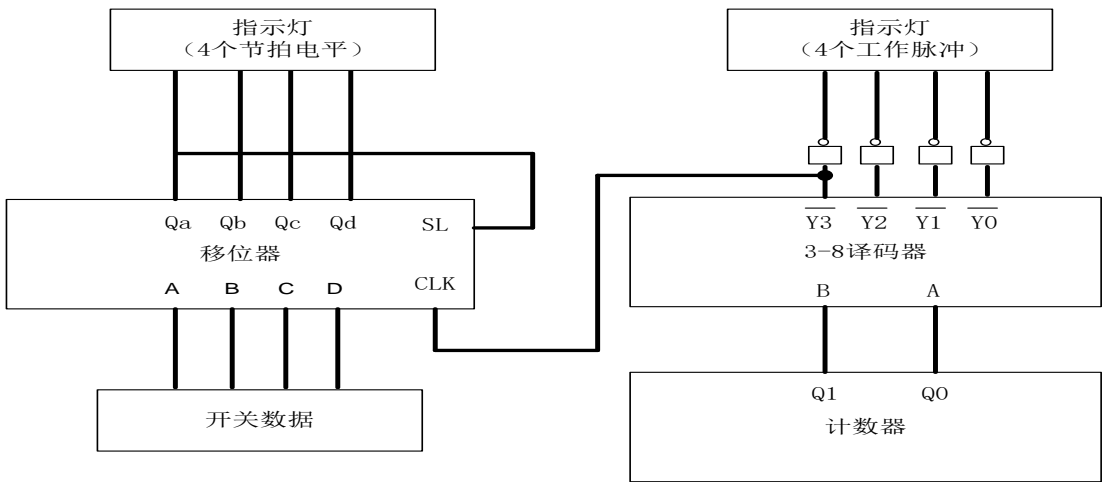 指示灯
（4个节拍电平）
指示灯
（4个工作脉冲）
Qa Qb Qc Qd SL
移位器
A B C D CLK
Y3 Y2 Y1 Y0
3-8译码器
B A
开关数据
Q1 Q0
计数器